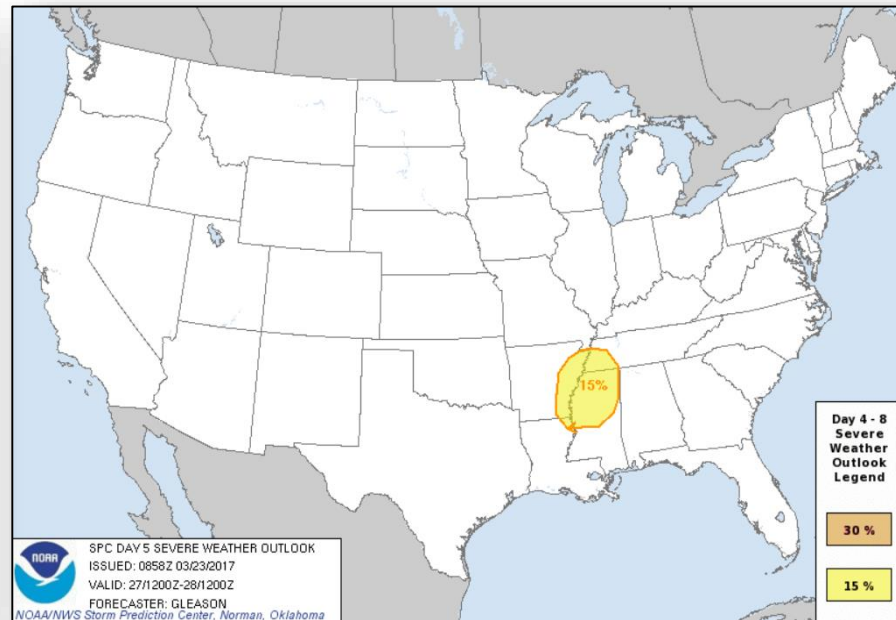 15%
Day 4 - 8
Severe
Weather
Outlook
Legend
30 %
15 %
NOAA
SPC DAY 5 SEVERE WEATHER OUTLOOK
ISSUED: 0858Z 03/23/2017
VALID: 27/1200Z-28/1200Z
FORECASTER: GLEASON
NOAA/NWS Storm Prediction Center, Norman, Oklahoma